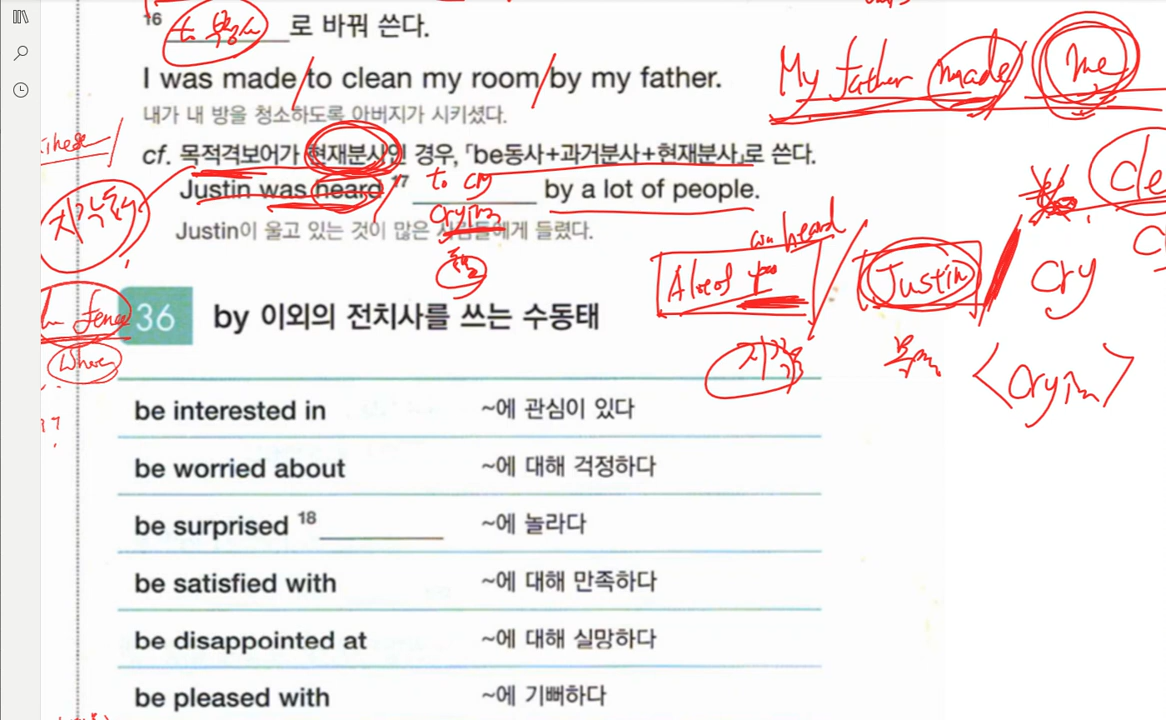 16 to 부정사 로 바꿔 쓴다.
My father made me
I was made/to clean my room/by my father.
내가 내 방을 청소하도록 아버지가 시키셨다.
cf. 목적격보어가 현재분사인 경우, 「be동사+과거분사+현재분사」로 쓴다.
Justin was heard 17 to cry by a lot of people.
crying
Justin이 울고 있는 것이 많은 사람들에게 들렸다.
heard
Justin
cry
<crying>
36 by 이외의 전치사를 쓰는 수동태
be interested in ~에 관심이 있다
be worried about ~에 대해 걱정하다
be surprised 18 ~에 놀라다
be satisfied with ~에 대해 만족하다
be disappointed at ~에 대해 실망하다
be pleased with ~에 기뻐하다